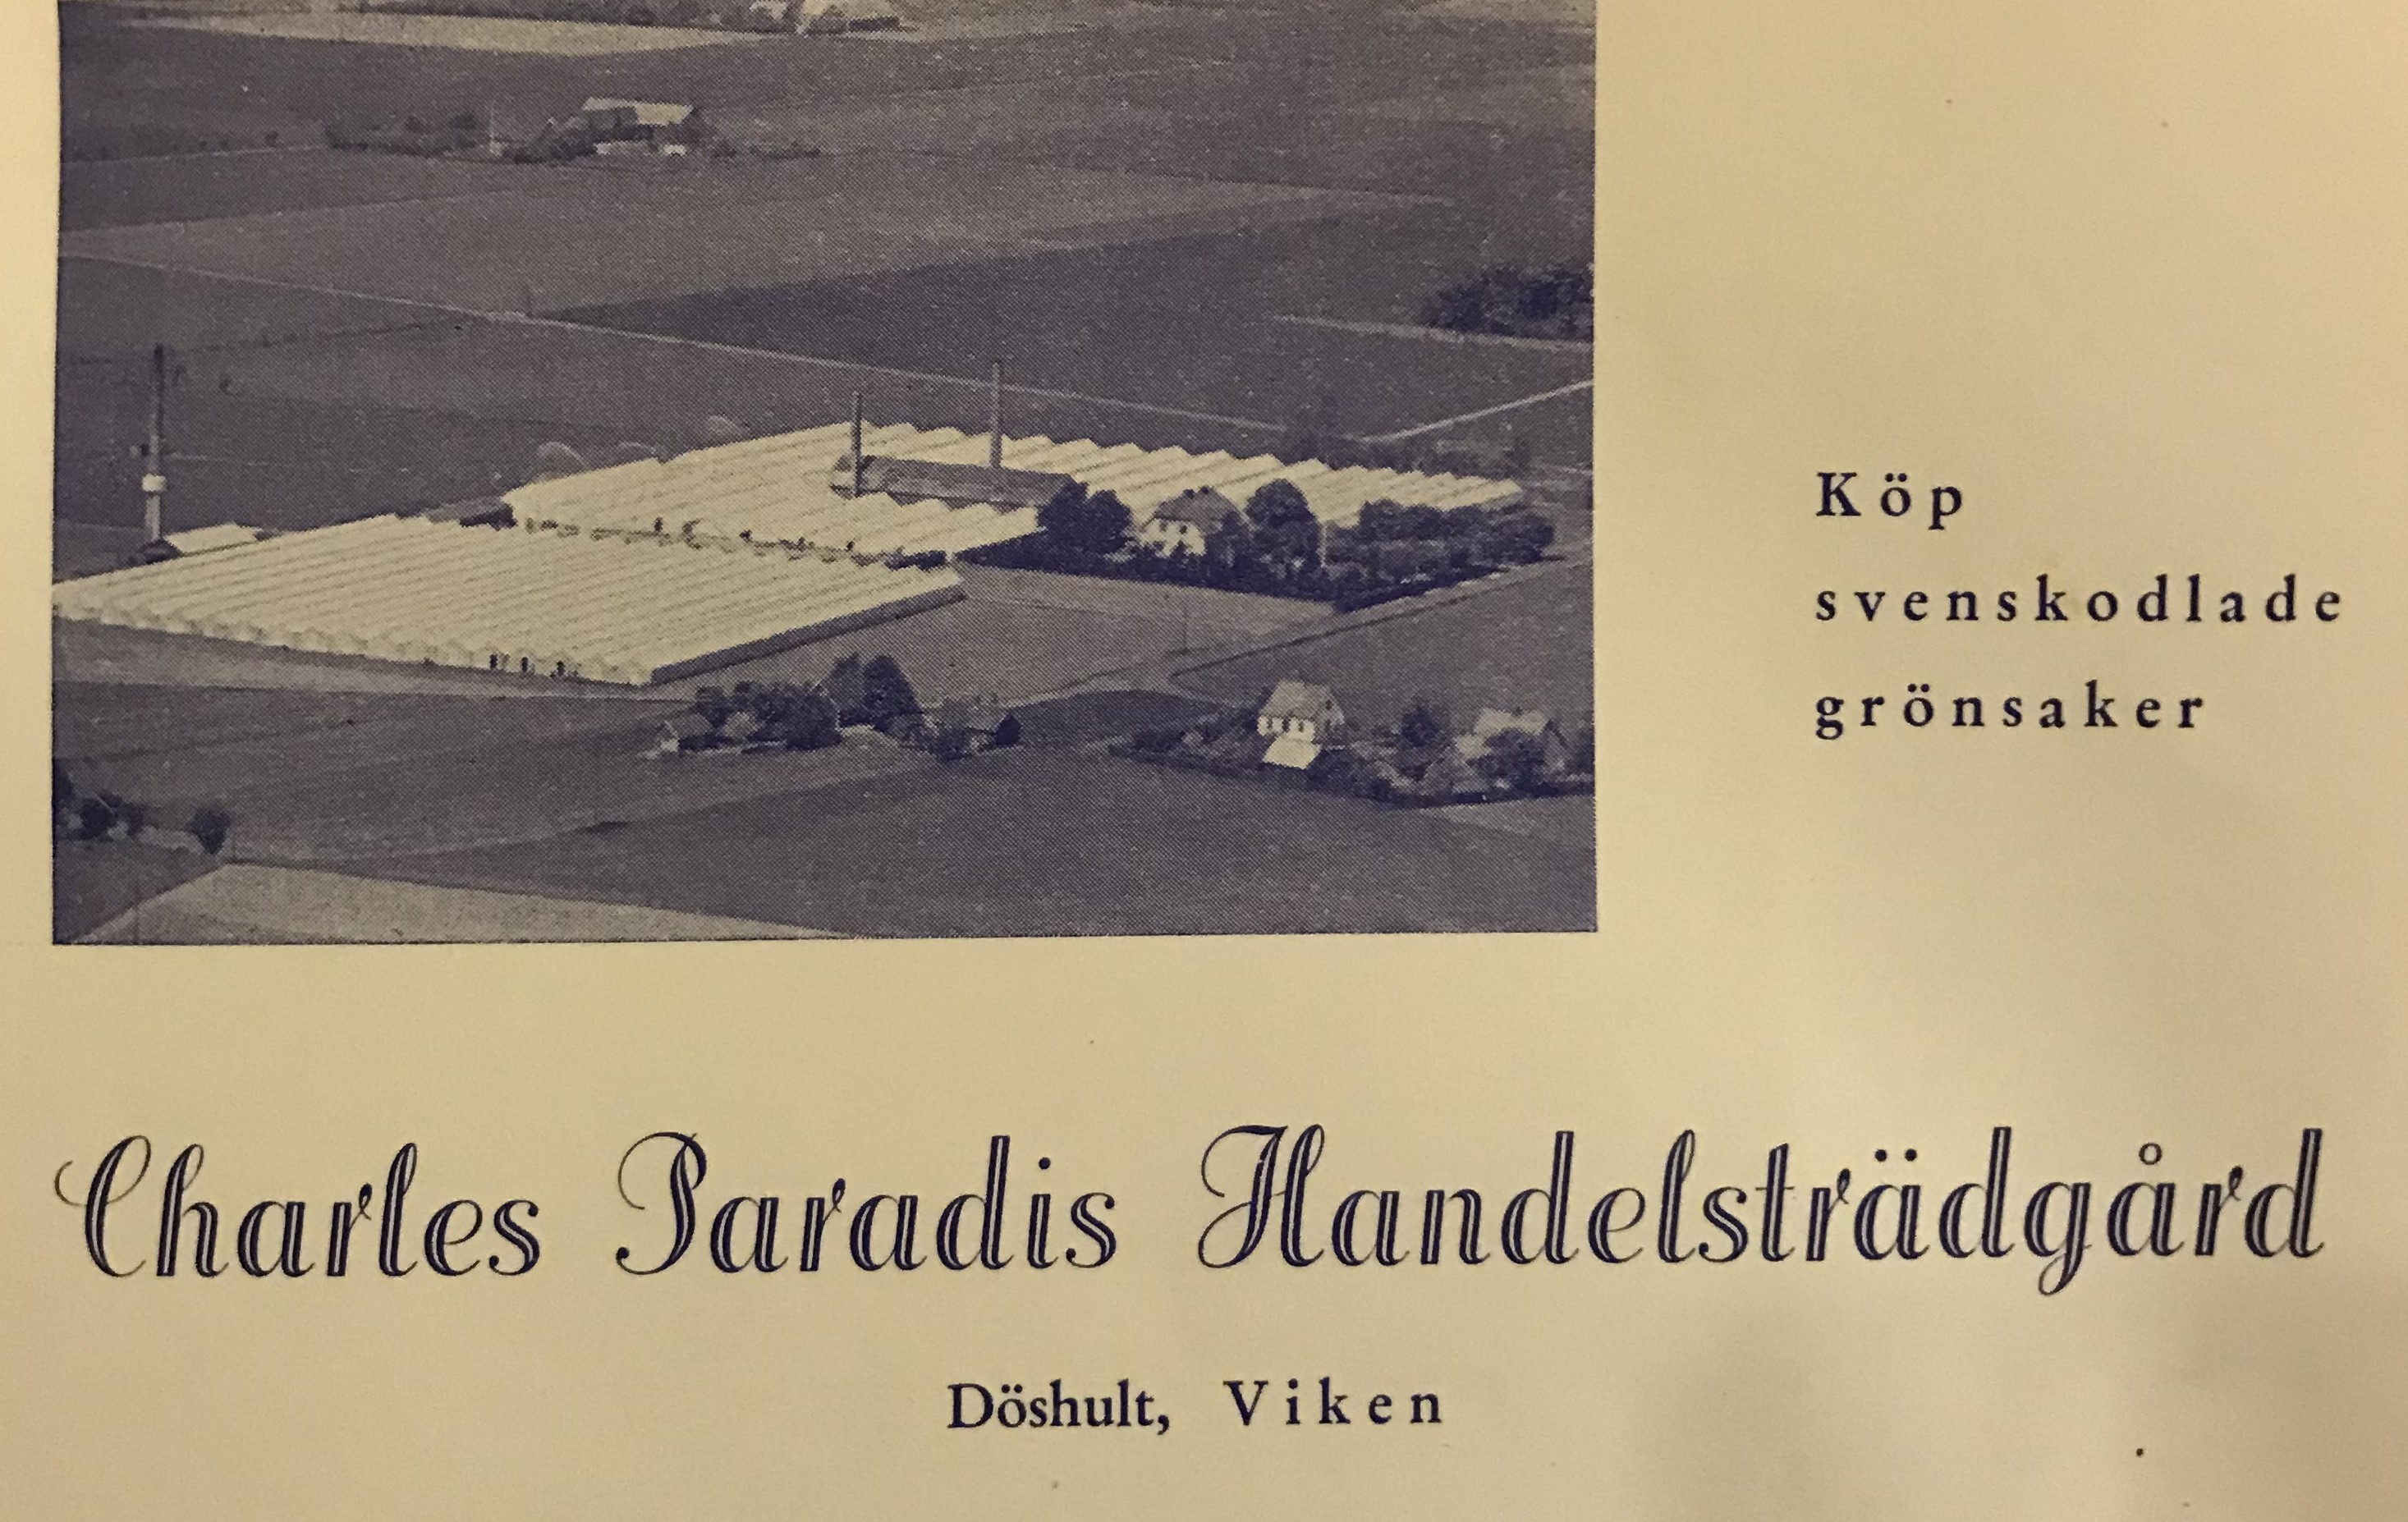 Köp
svenskodlade
grönsaker
Charles Paradis Handelsträdgård
Döshult, Viken